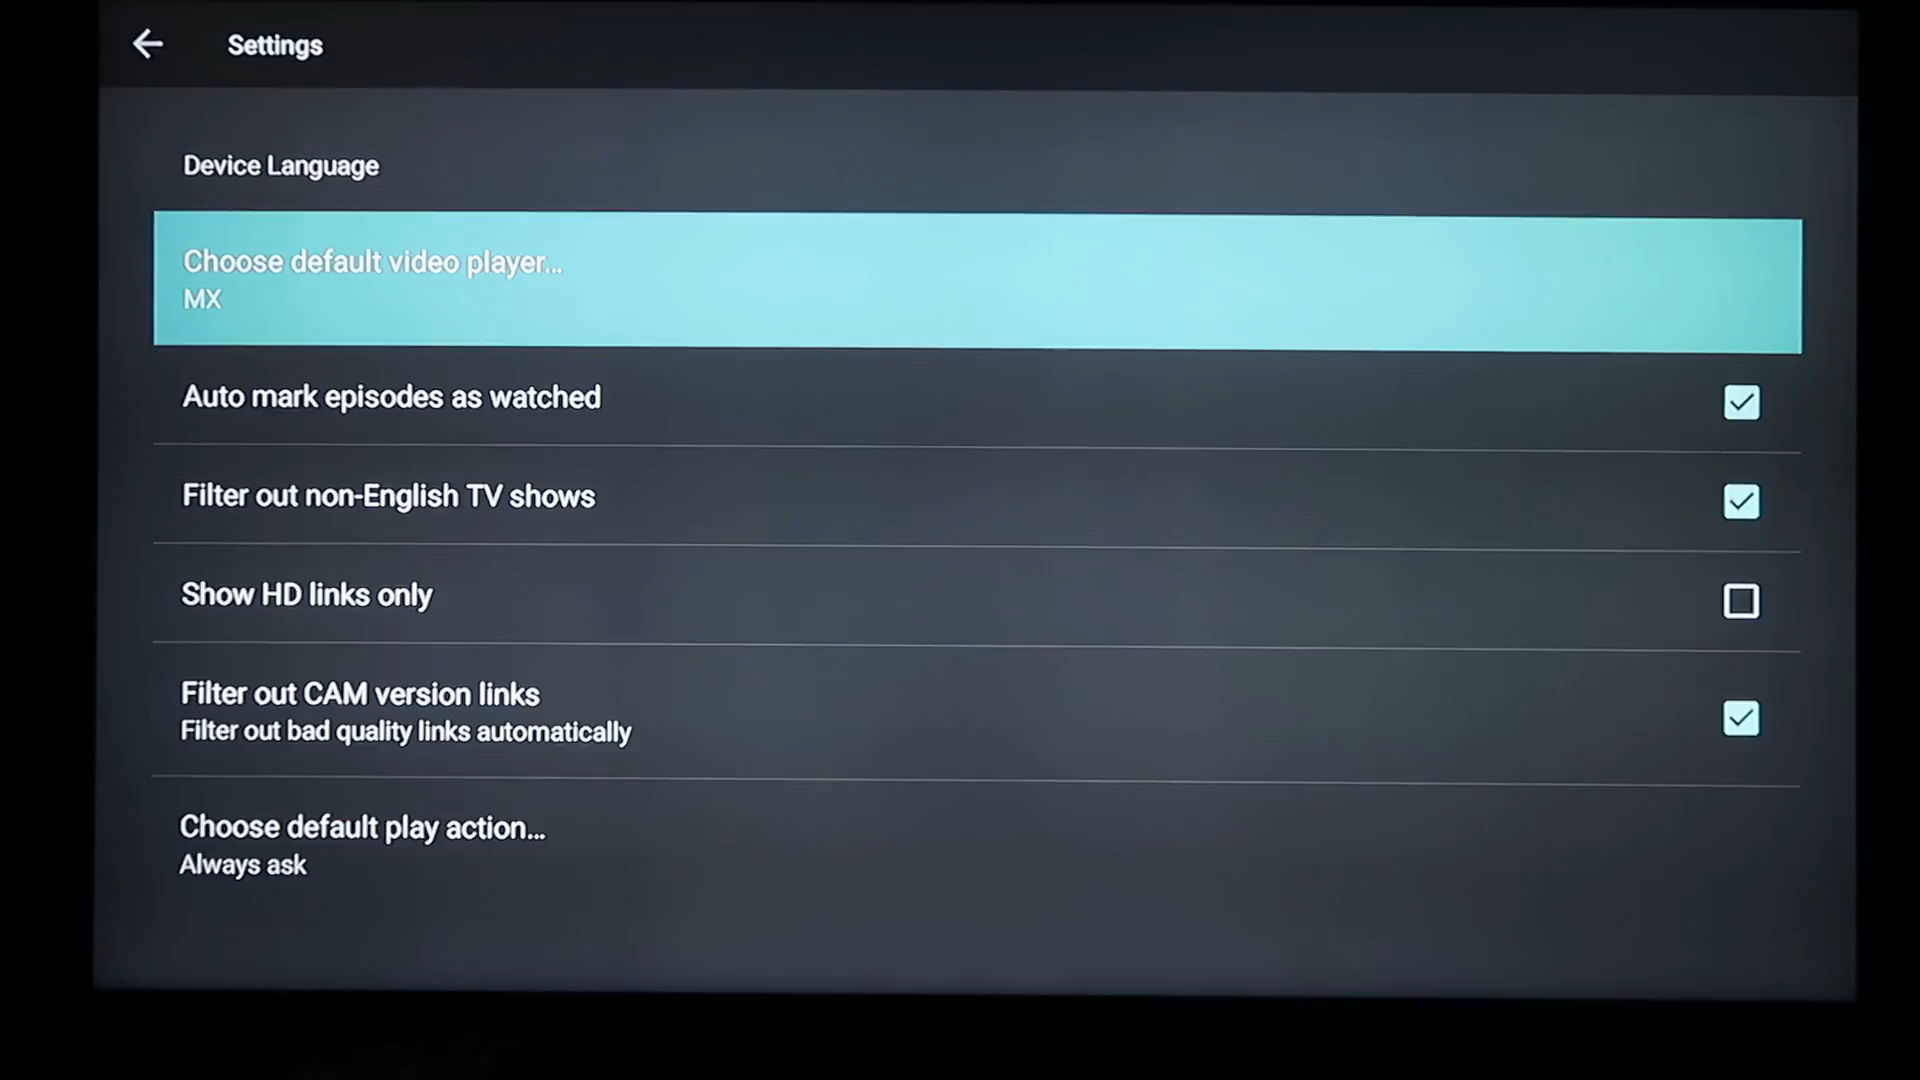 Settings
Device Language
Choose default video player...
MX
Auto mark episodes as watched
Filter out non-English TV shows
Show HD links only
Filter out CAM version links
Filter out bad quality links automatically
Choose default play action...
Always ask